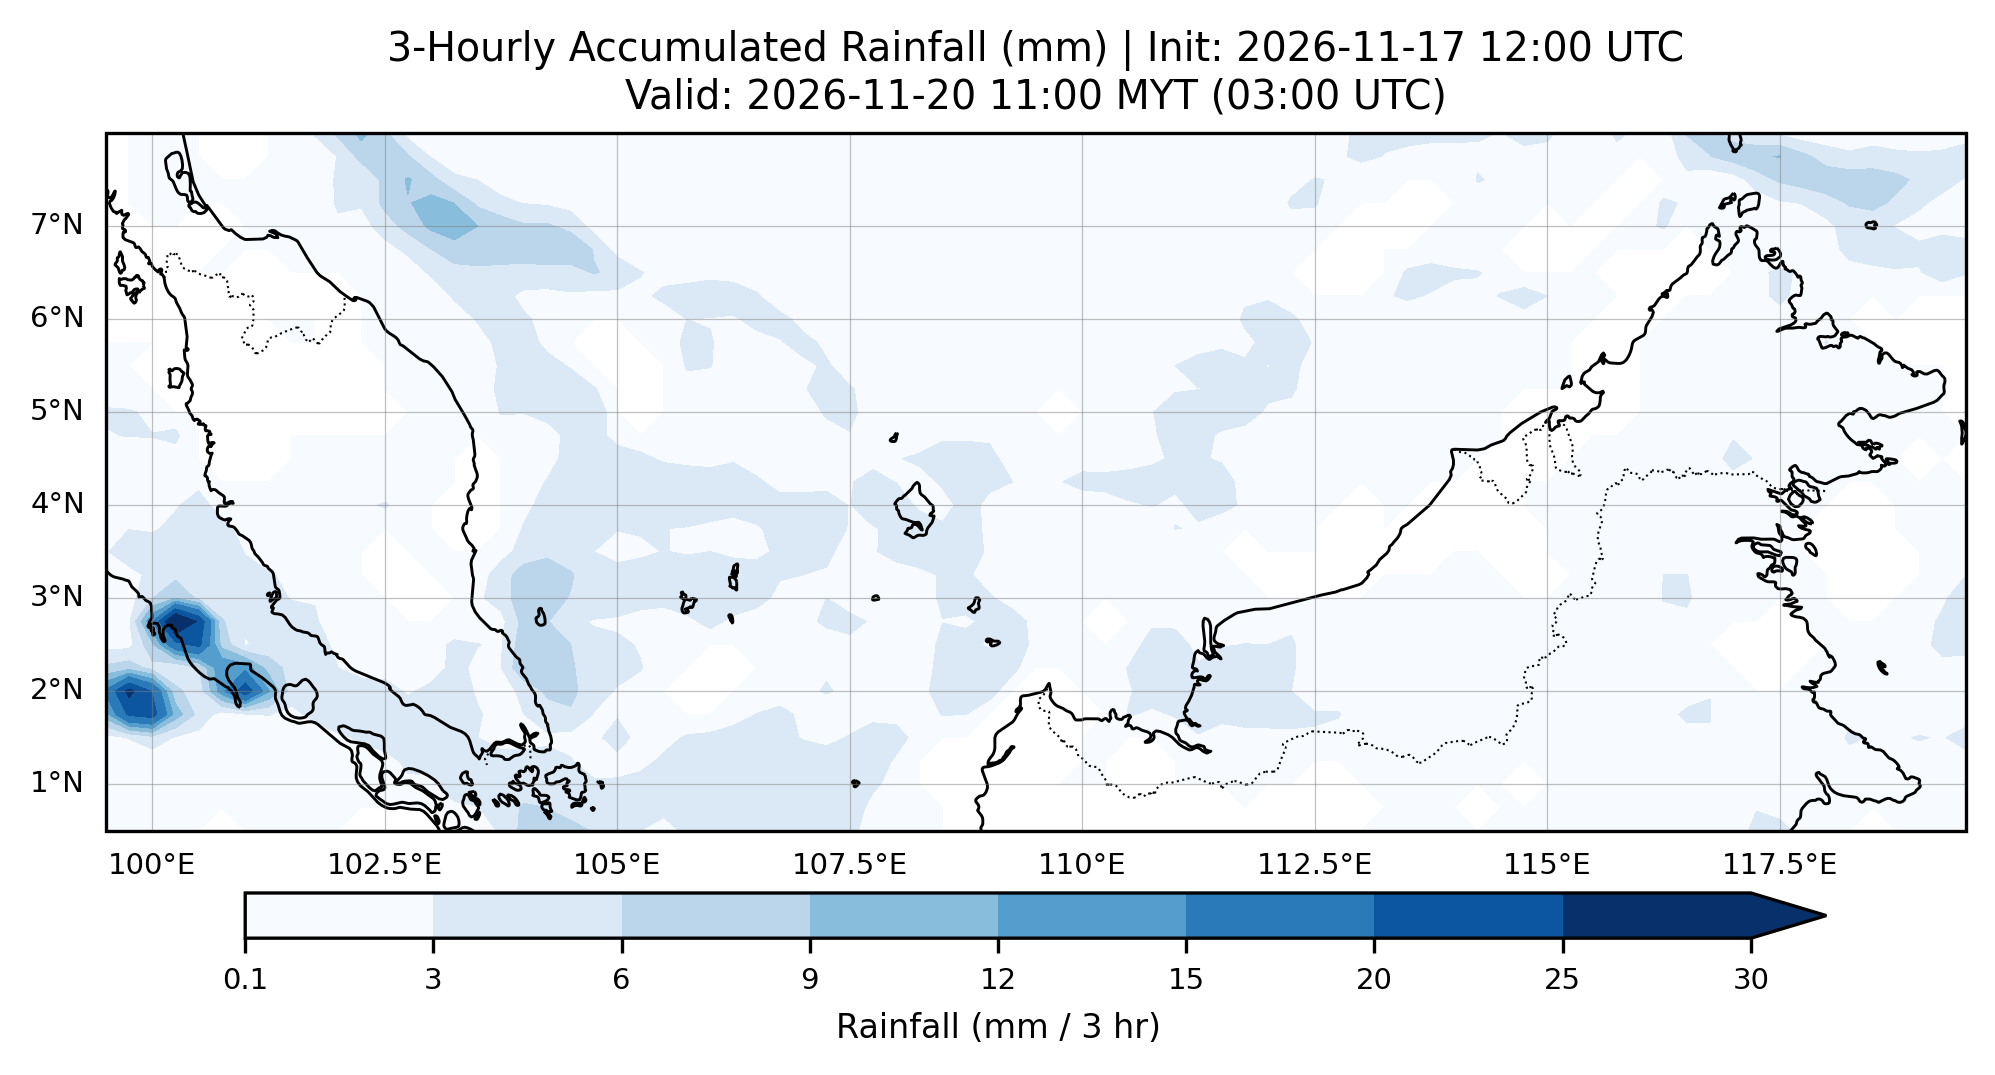 3-Hourly Accumulated Rainfall (mm) | Init: 2026-11-17 12:00 UTC
Valid: 2026-11-20 11:00 MYT (03:00 UTC)
7°N
6°N
5°N
4°N
3°N
2°N
1°N
100°E 102.5°E 105°E 107.5°E 110°E 112.5°E 115°E 117.5°E
0.1 3 6 9 12 15 20 25 30
Rainfall (mm / 3 hr)